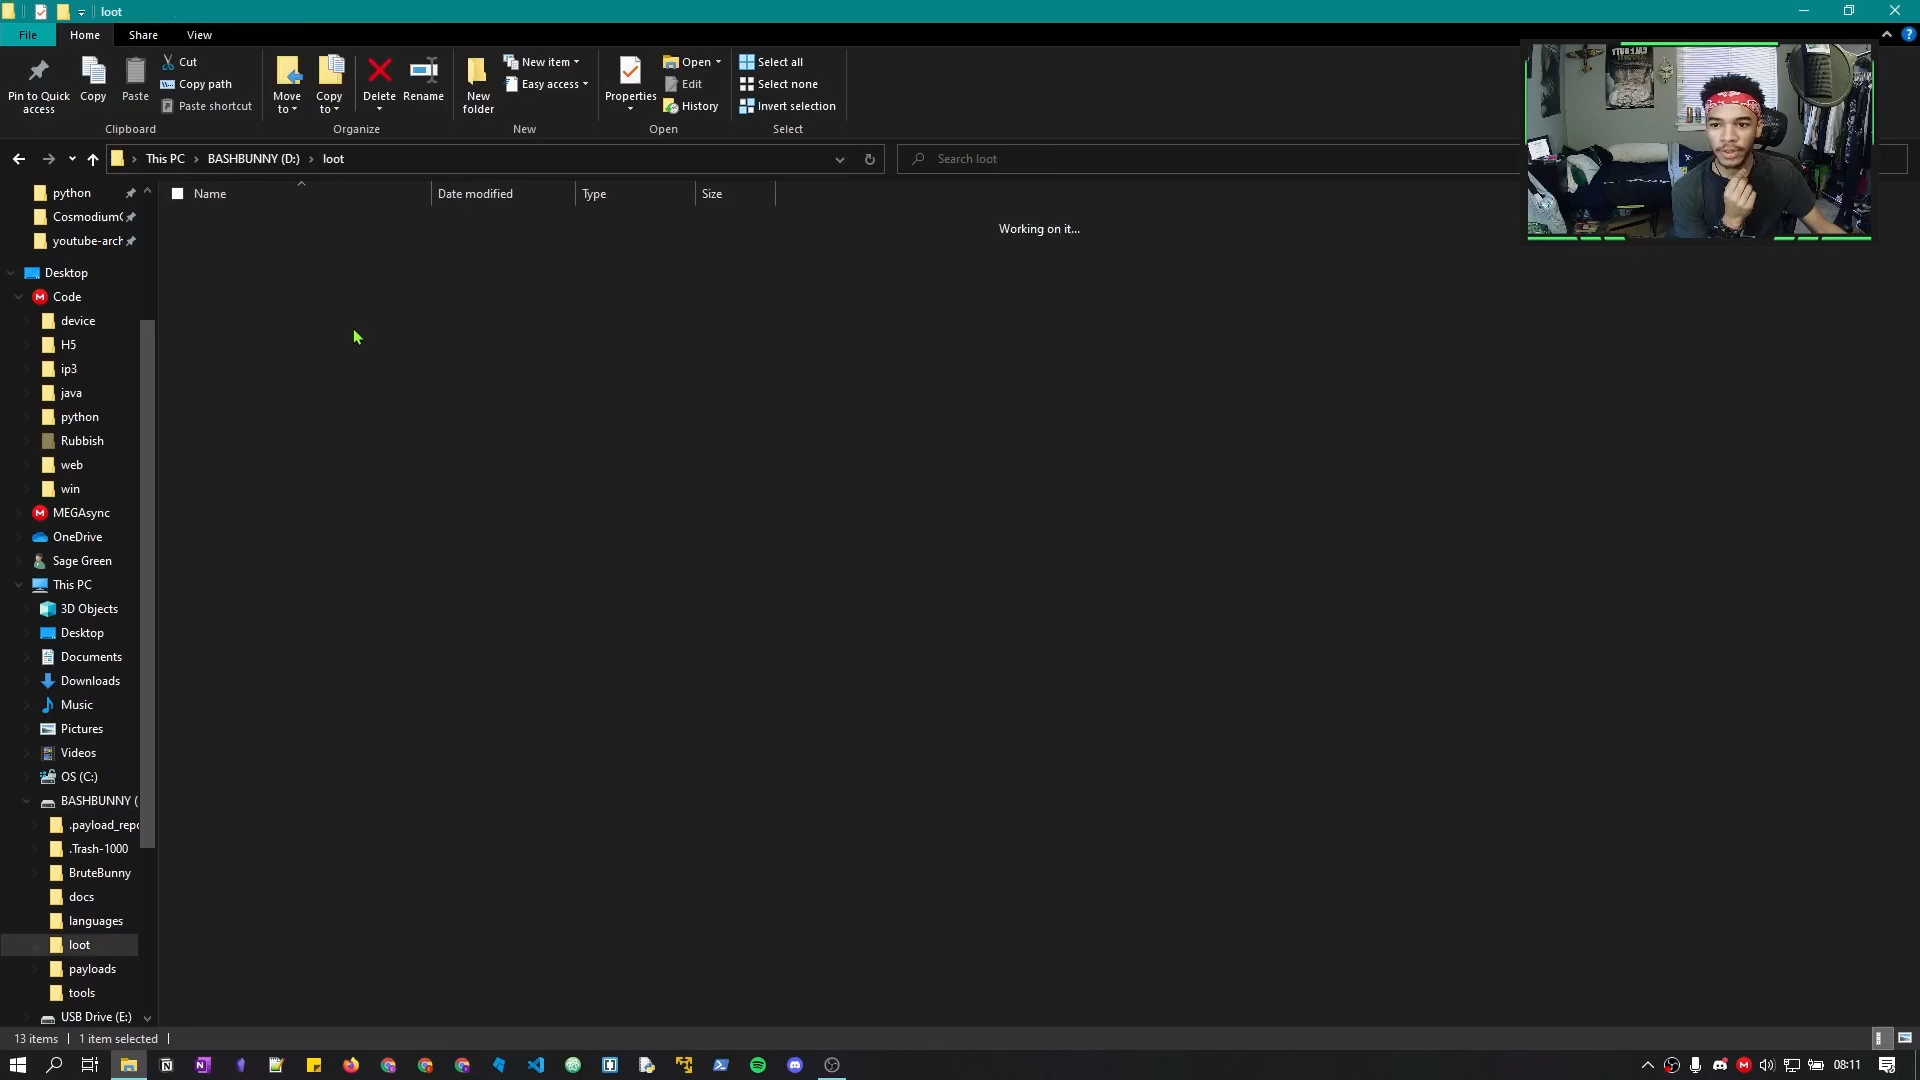 loot
File Home Share View
Pin to Quick access
Copy
Paste
Cut
Copy path
Paste shortcut
Clipboard
Move to
Copy to
Delete
Rename
Organize
New folder
New item
Easy access
New
Properties
Open
Edit
History
Open
Select all
Select none
Invert selection
Select
This PC > BASHBUNNY (D:) > loot
Search loot
Name Date modified Type Size
Working on it...
python
Cosmodium
youtube-arch
Desktop
Code
device
H5
ip3
java
python
Rubbish
web
win
MEGAsync
OneDrive
Sage Green
This PC
3D Objects
Desktop
Documents
Downloads
Music
Pictures
Videos
OS (C:)
BASHBUNNY (
.payload_repo
.Trash-1000
BruteBunny
docs
languages
loot
payloads
tools
USB Drive (E:)
13 items 1 item selected
08:11